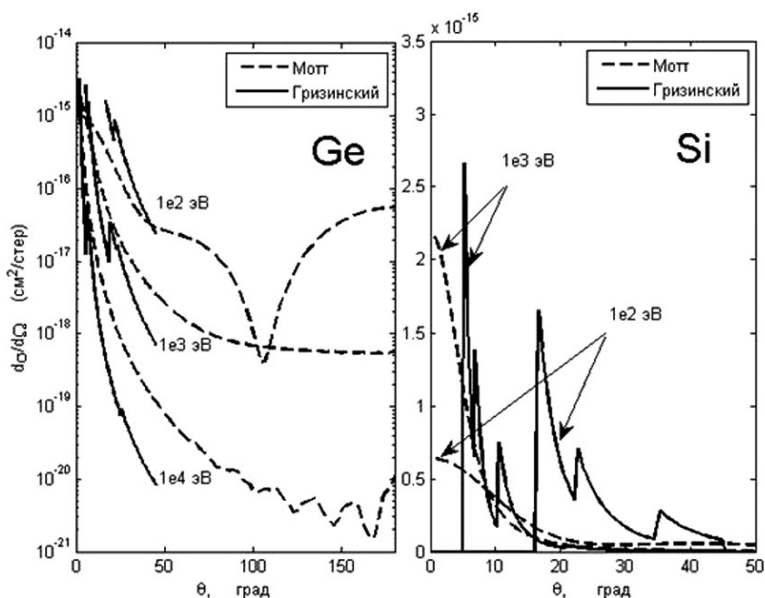 10⁻¹⁴
10⁻¹⁵
10⁻¹⁶
10⁻¹⁷
10⁻¹⁸
10⁻¹⁹
10⁻²⁰
10⁻²¹
dσ/dΩ (см²/стер)
Мотт
Гризинский
Ge
1e2 эВ
1e3 эВ
1e4 эВ
0 50 100 150
θ, град
x 10⁻¹⁵
3.5
3
2.5
2
1.5
1
0.5
0
Мотт
Гризинский
1e3 эВ
Si
1e2 эВ
0 10 20 30 40 50
θ, град